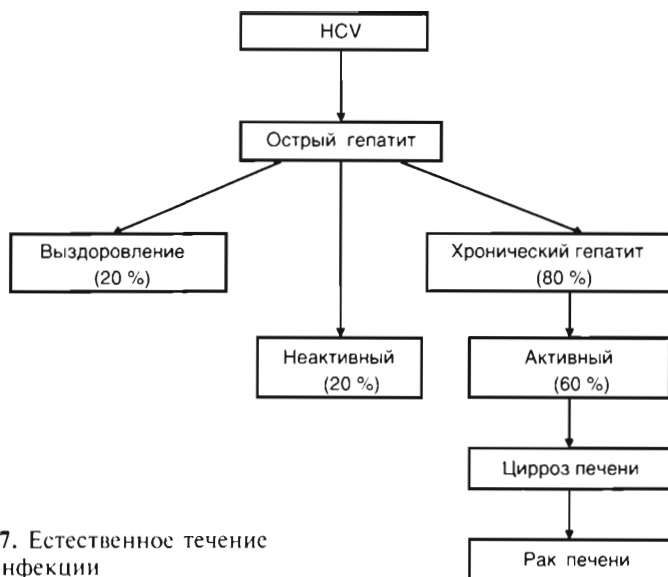 HCV
Острый гепатит
Выздоровление
(20 %)
Хронический гепатит
(80 %)
Неактивный
(20 %)
Активный
(60 %)
Цирроз печени
Рак печени
7. Естественное течение
нфекции